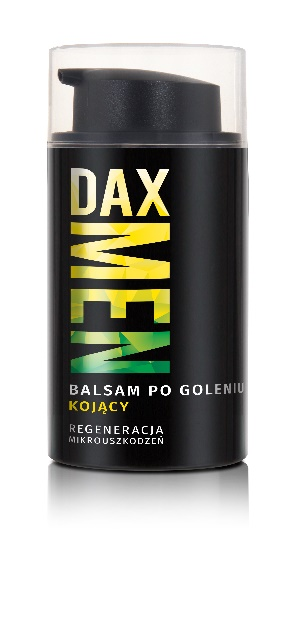 DAX
MEN
BALSAM PO GOLENIU
KOJĄCY
REGENERACJA
MIKROUSZKODZEŃ